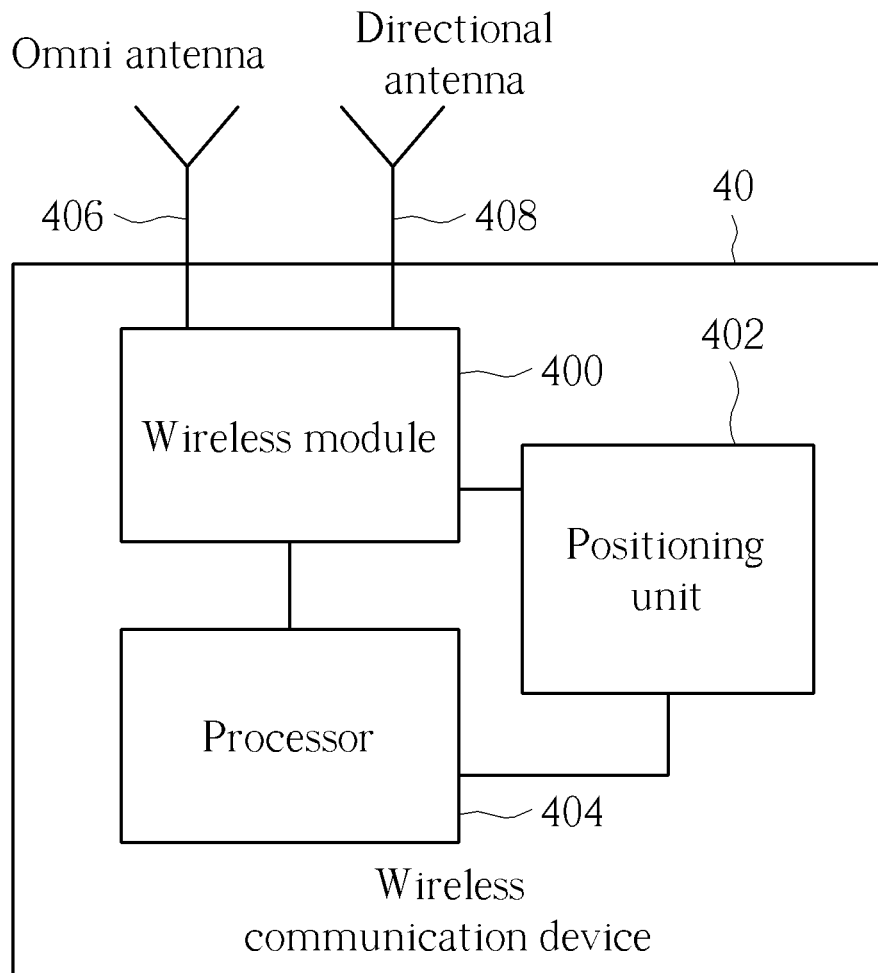 Omni antenna
Directional
antenna
406
408
40
402
400
Wireless module
Positioning
unit
Processor
404
Wireless
communication device